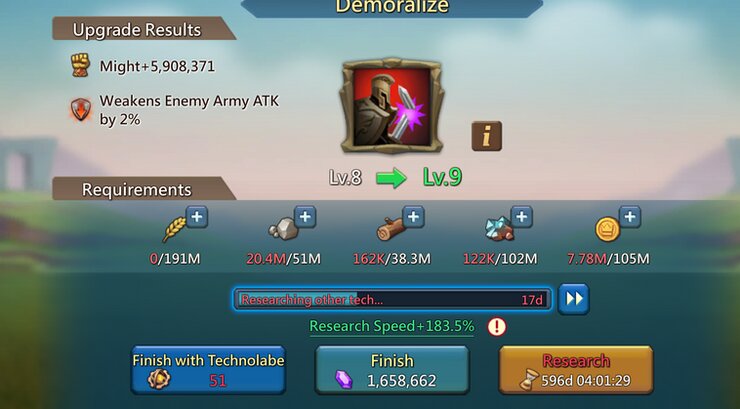 Demoralize
Upgrade Results
Might+5,908,371
Weakens Enemy Army ATK
by 2%
i
Lv.8 Lv.9
Requirements
0/191M 20.4M/51M 162K/38.3M 122K/102M 7.78M/105M
Researching other tech... 17d
Research Speed+183.5% !
Finish with Technolabe Finish Research
51 1,658,662 596d 04:01:29